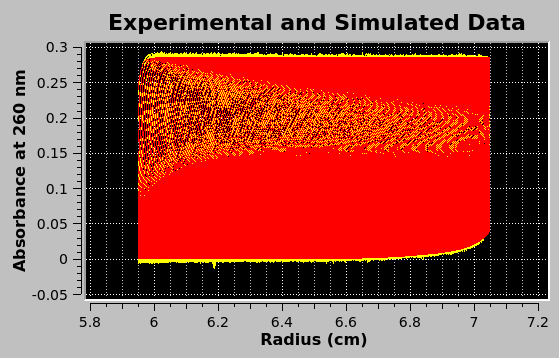 Experimental and Simulated Data
Absorbance at 260 nm
0.3
0.25
0.2
0.15
0.1
0.05
0
-0.05
5.8 6 6.2 6.4 6.6 6.8 7 7.2
Radius (cm)